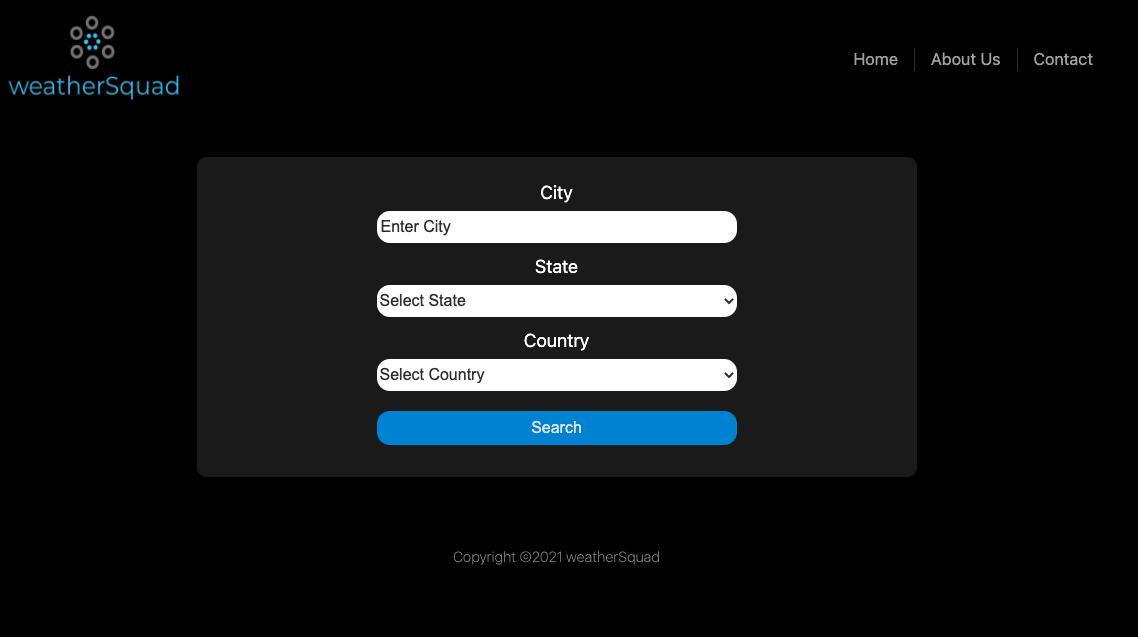 weatherSquad
Home
About Us
Contact
City
Enter City
State
Select State
Country
Select Country
Search
Copyright ©2021 weatherSquad